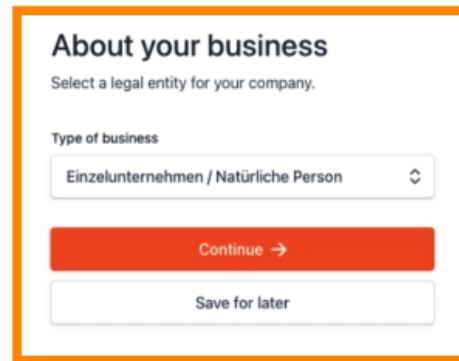 About your business
Select a legal entity for your company.
Type of business
Einzelunternehmen / Natürliche Person
Continue →
Save for later